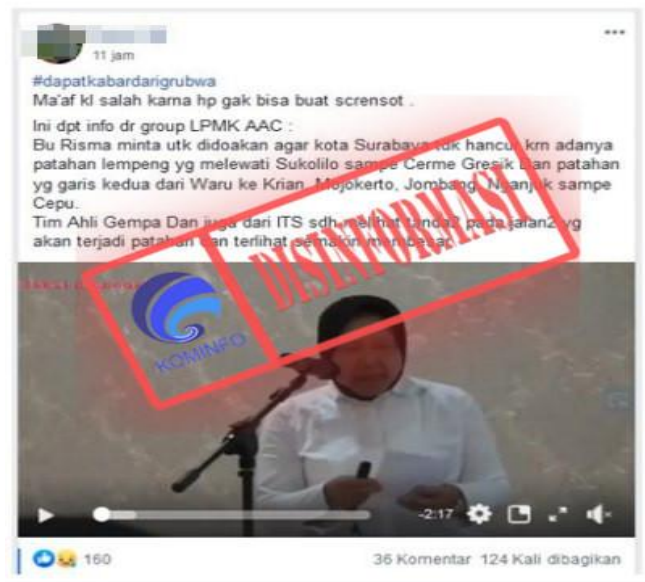 11 jam
#dapatkabardarigrubwa
Ma'af kl salah karna hp gak bisa buat scrensot .
Ini dpt info dr group LPMK AAC :
Bu Risma minta utk didoakan agar kota Surabaya tdk hancur krn adanya
patahan lempeng yg melewati Sukolilo sampe Cerme Gresik Dan patahan
yg garis kedua dari Waru ke Krian, Mojokerto, Jombang, Nganjuk sampe
Cepu.
Tim Ahli Gempa Dan juga dari ITS sdh melihat tanda2 pada jalan2 yg
akan terjadi patahan dan terlihat semakin membesar
DISINFORMASI
KOMINFO
-2:17
160
36 Komentar 124 Kali dibagikan